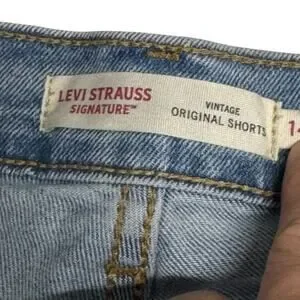 LEVI STRAUSS
SIGNATURE™
VINTAGE
ORIGINAL SHORTS